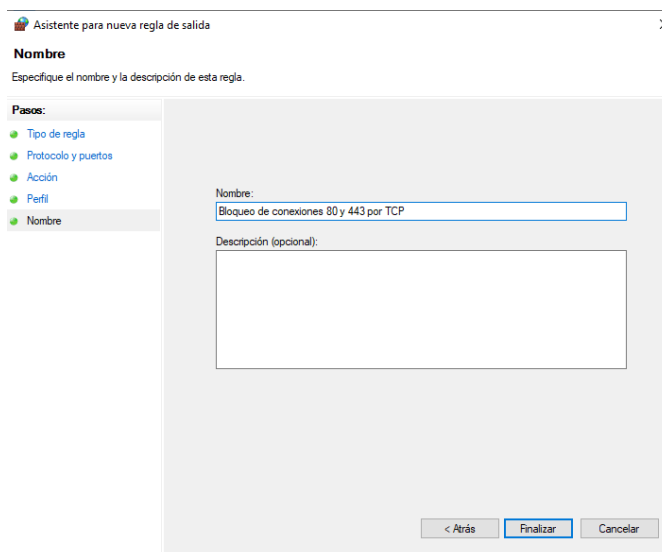 Asistente para nueva regla de salida
Nombre
Especifique el nombre y la descripción de esta regla.
Pasos:
Tipo de regla
Protocolo y puertos
Acción
Perfil
Nombre
Nombre:
Bloqueo de conexiones 80 y 443 por TCP
Descripción (opcional):
< Atrás
Finalizar
Cancelar